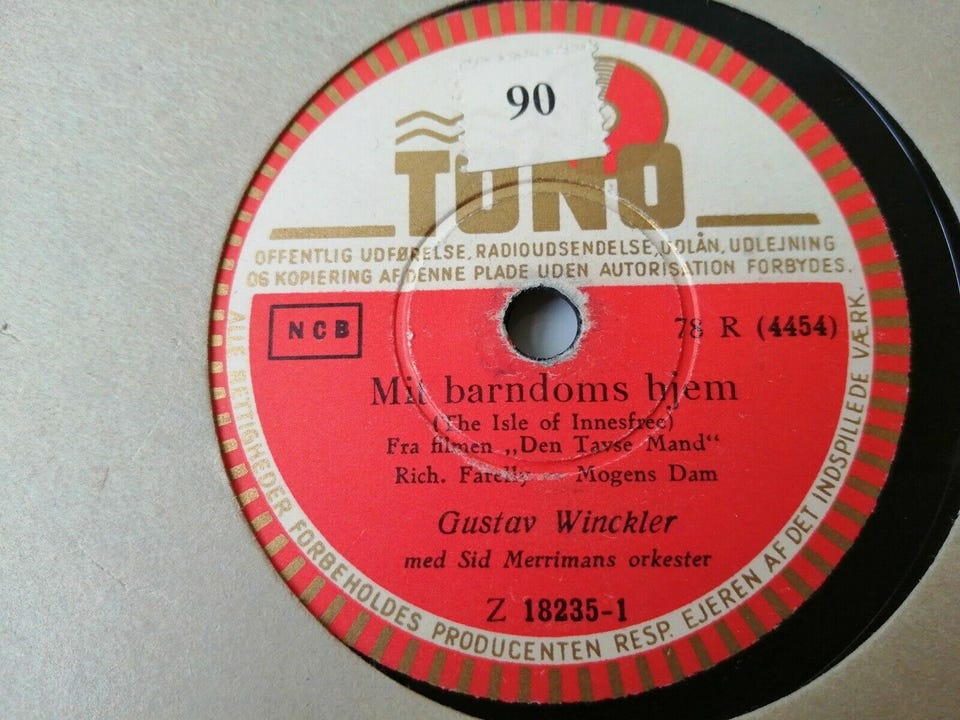 90
TONO
OFFENTLIG UDFØRELSE, RADIOUDSENDELSE, UDLÅN, UDLEJNING
OG KOPIERING AF DENNE PLADE UDEN AUTORISATION FORBYDES.
NCB
78 R (4454)
Mit barndoms hjem
(The Isle of Innesfree)
Fra filmen „Den Tavse Mand“
Rich. Farelly — Mogens Dam
Gustav Winckler
med Sid Merrimans orkester
Z 18235-1
ALLE RETTIGHEDER FORBEHOLDES PRODUCENTEN RESP. EJEREN AF DET INDSPILLEDE VÆRK.